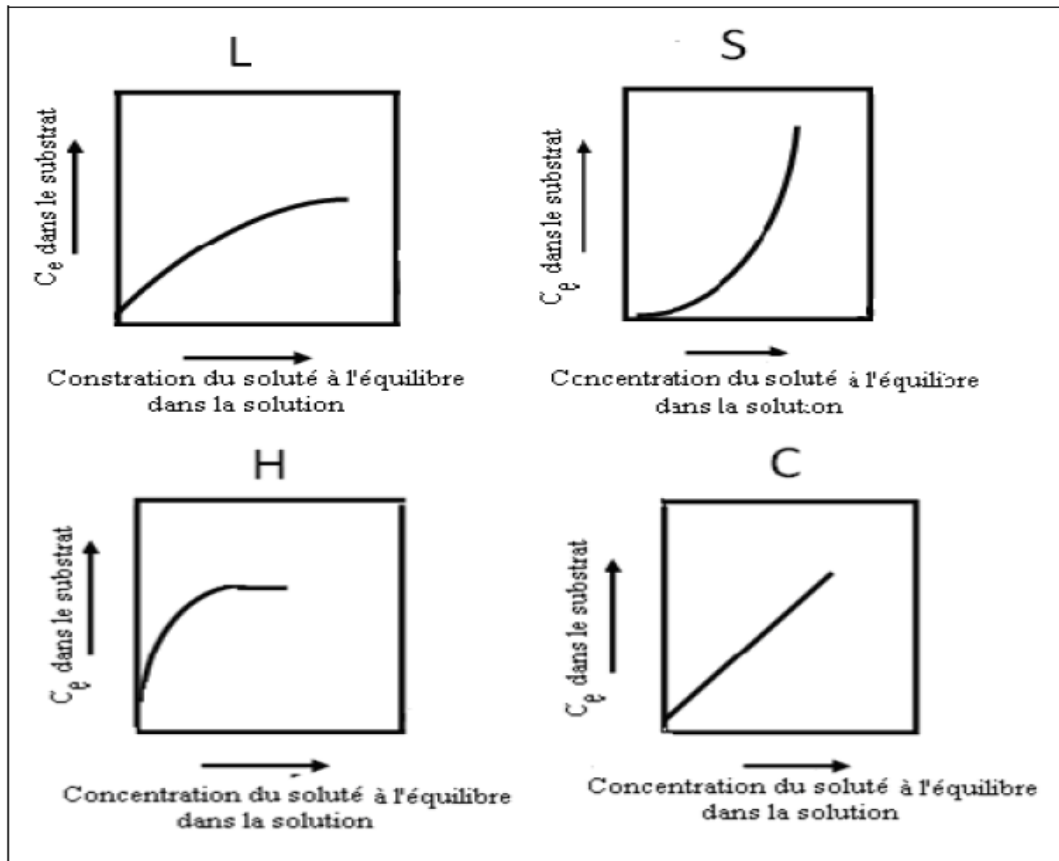 L
Cₑ dans le substrat
Constration du soluté à l'équilibre
dans la solution
S
Cₑ dans le substrat
Concentration du soluté à l'équilibre
dans la solution
H
Cₑ dans le substrat
Concentration du soluté à l'équilibre
dans la solution
C
Cₑ dans le substrat
Concentration du soluté à l'équilibre
dans la solution